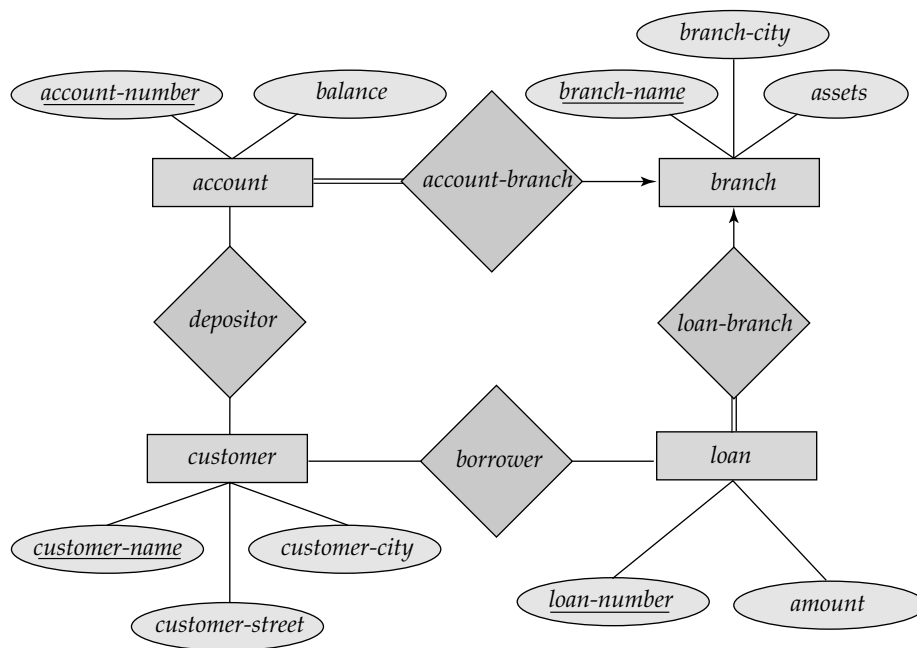 branch-city
account-number
balance
branch-name
assets
account
account-branch
branch
depositor
loan-branch
customer
borrower
loan
customer-name
customer-city
customer-street
loan-number
amount